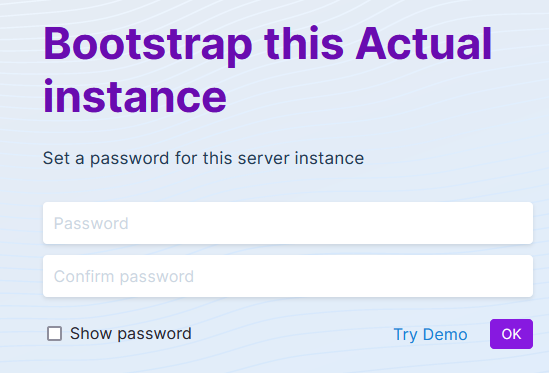 Bootstrap this Actual
instance
Set a password for this server instance
Password
Confirm password
Show password
Try Demo
OK